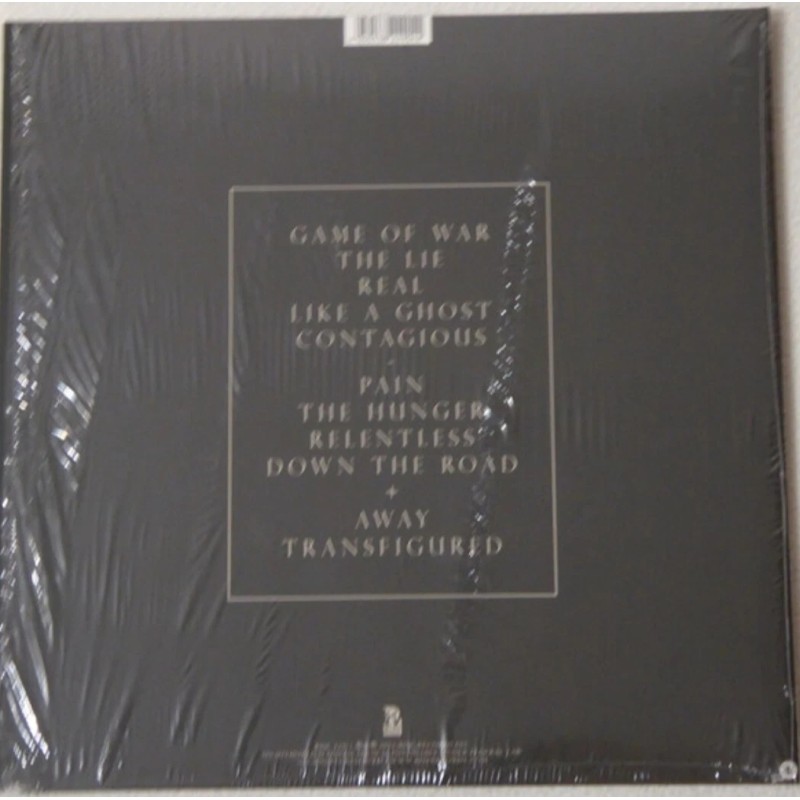 GAME OF WAR
THE LIE
REAL
LIKE A GHOST
CONTAGIOUS
+
PAIN
THE HUNGER
RELENTLESS
DOWN THE ROAD
+
AWAY
TRANSFIGURED